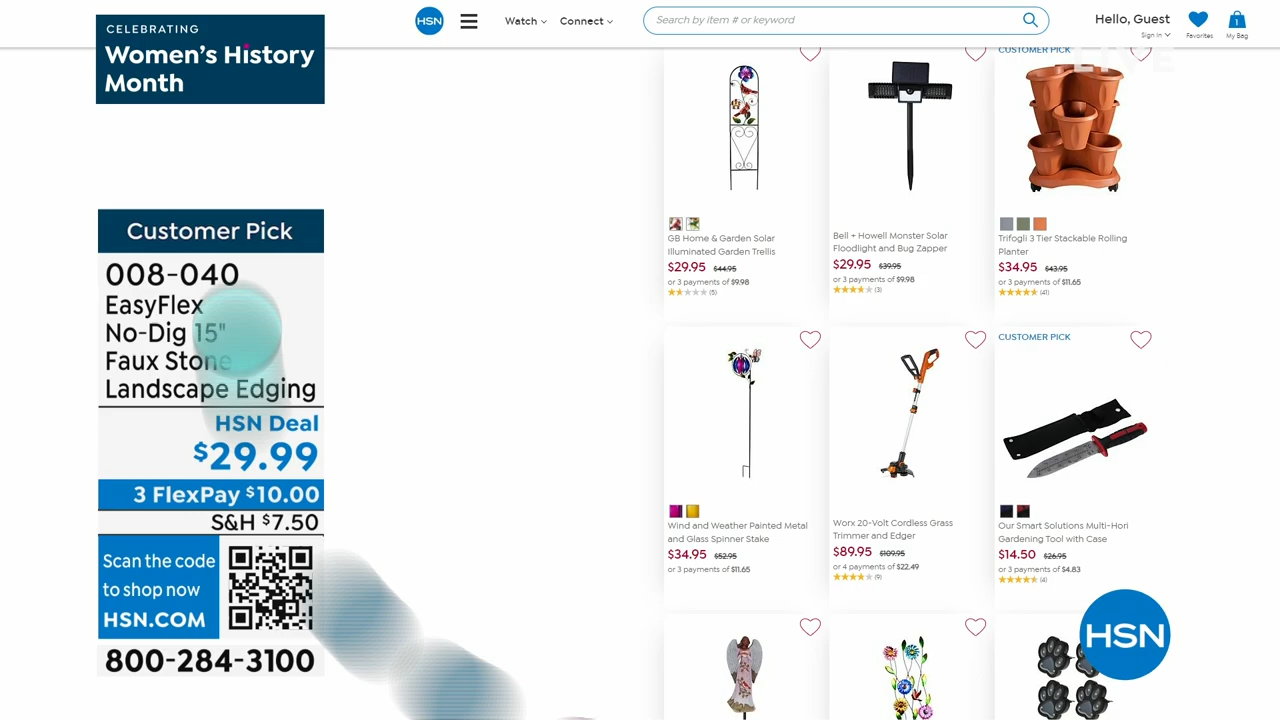 CELEBRATING
Women's History
Month
HSN
Watch
Connect
Search by item # or keyword
Hello, Guest
Sign in
Favorites
1
My Bag
LIVE
Customer Pick
008-040
EasyFlex
No-Dig 15"
Faux Stone
Landscape Edging
HSN Deal
$29.99
3 FlexPay $10.00
S&H $7.50
Scan the code
to shop now
HSN.COM
800-284-3100
GB Home & Garden Solar
Illuminated Garden Trellis
$29.95 $44.95
or 3 payments of $9.98
(5)
Bell + Howell Monster Solar
Floodlight and Bug Zapper
$29.95 $39.95
or 3 payments of $9.98
(3)
CUSTOMER PICK
Trifogli 3 Tier Stackable Rolling
Planter
$34.95 $43.95
or 3 payments of $11.65
(41)
Wind and Weather Painted Metal
and Glass Spinner Stake
$34.95 $52.95
or 3 payments of $11.65
Worx 20-Volt Cordless Grass
Trimmer and Edger
$89.95 $109.95
or 4 payments of $22.49
(9)
CUSTOMER PICK
Our Smart Solutions Multi-Hori
Gardening Tool with Case
$14.50 $26.95
or 3 payments of $4.83
(4)
HSN